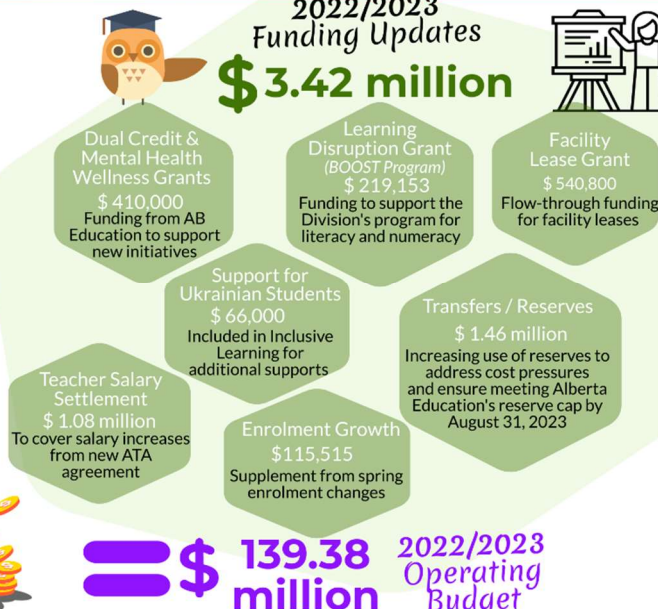 2022/2023
Funding Updates
$ 3.42 million
Dual Credit &
Mental Health
Wellness Grants
$ 410,000
Funding from AB
Education to support
new initiatives
Learning
Disruption Grant
(BOOST Program)
$ 219,153
Funding to support the
Division's program for
literacy and numeracy
Facility
Lease Grant
$ 540,800
Flow-through funding
for facility leases
Support for
Ukrainian Students
$ 66,000
Included in Inclusive
Learning for
additional supports
Transfers / Reserves
$ 1.46 million
Increasing use of reserves to
address cost pressures
and ensure meeting Alberta
Education's reserve cap by
August 31, 2023
Teacher Salary
Settlement
$ 1.08 million
To cover salary increases
from new ATA
agreement
Enrolment Growth
$115,515
Supplement from spring
enrolment changes
= $ 139.38
million
2022/2023
Operating
Budget